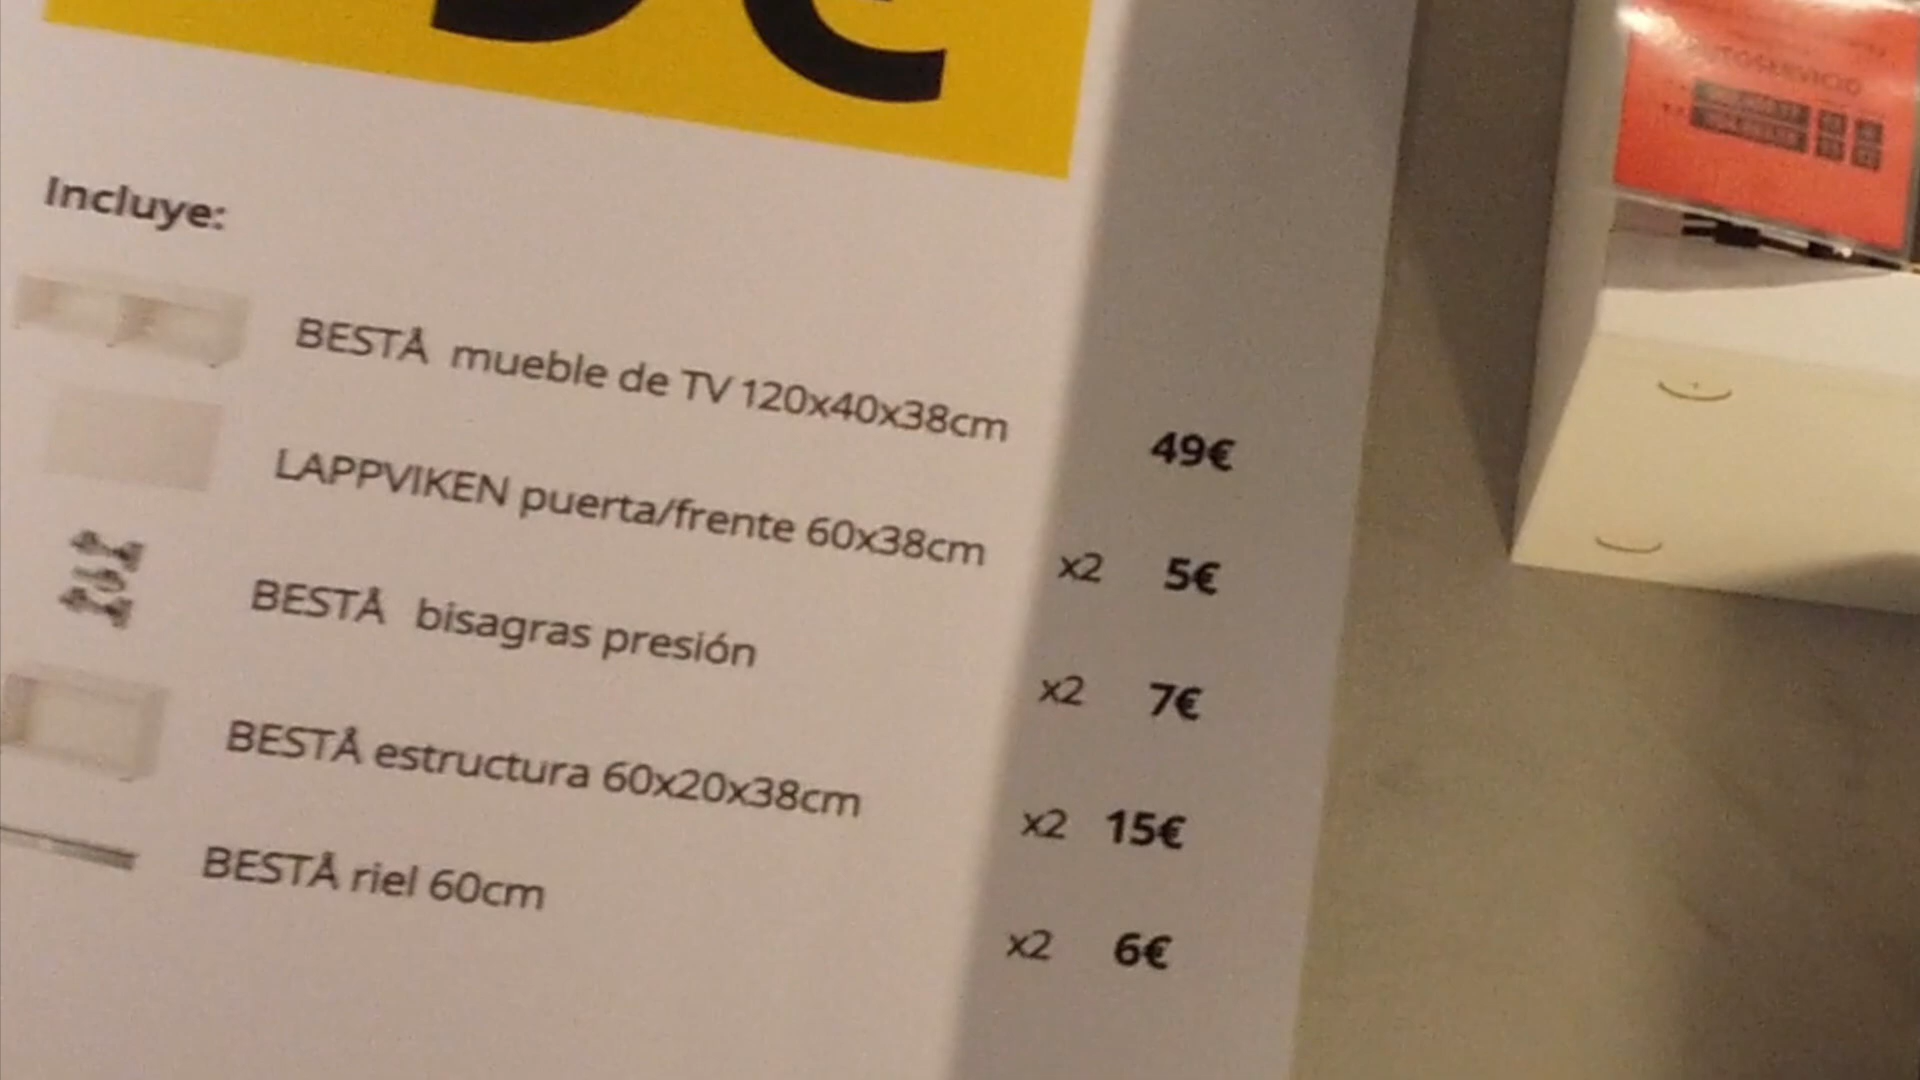 €
Incluye:
BESTÅ mueble de TV 120x40x38cm 49€
LAPPVIKEN puerta/frente 60x38cm x2 5€
BESTÅ bisagras presión x2 7€
BESTÅ estructura 60x20x38cm x2 15€
BESTÅ riel 60cm x2 6€